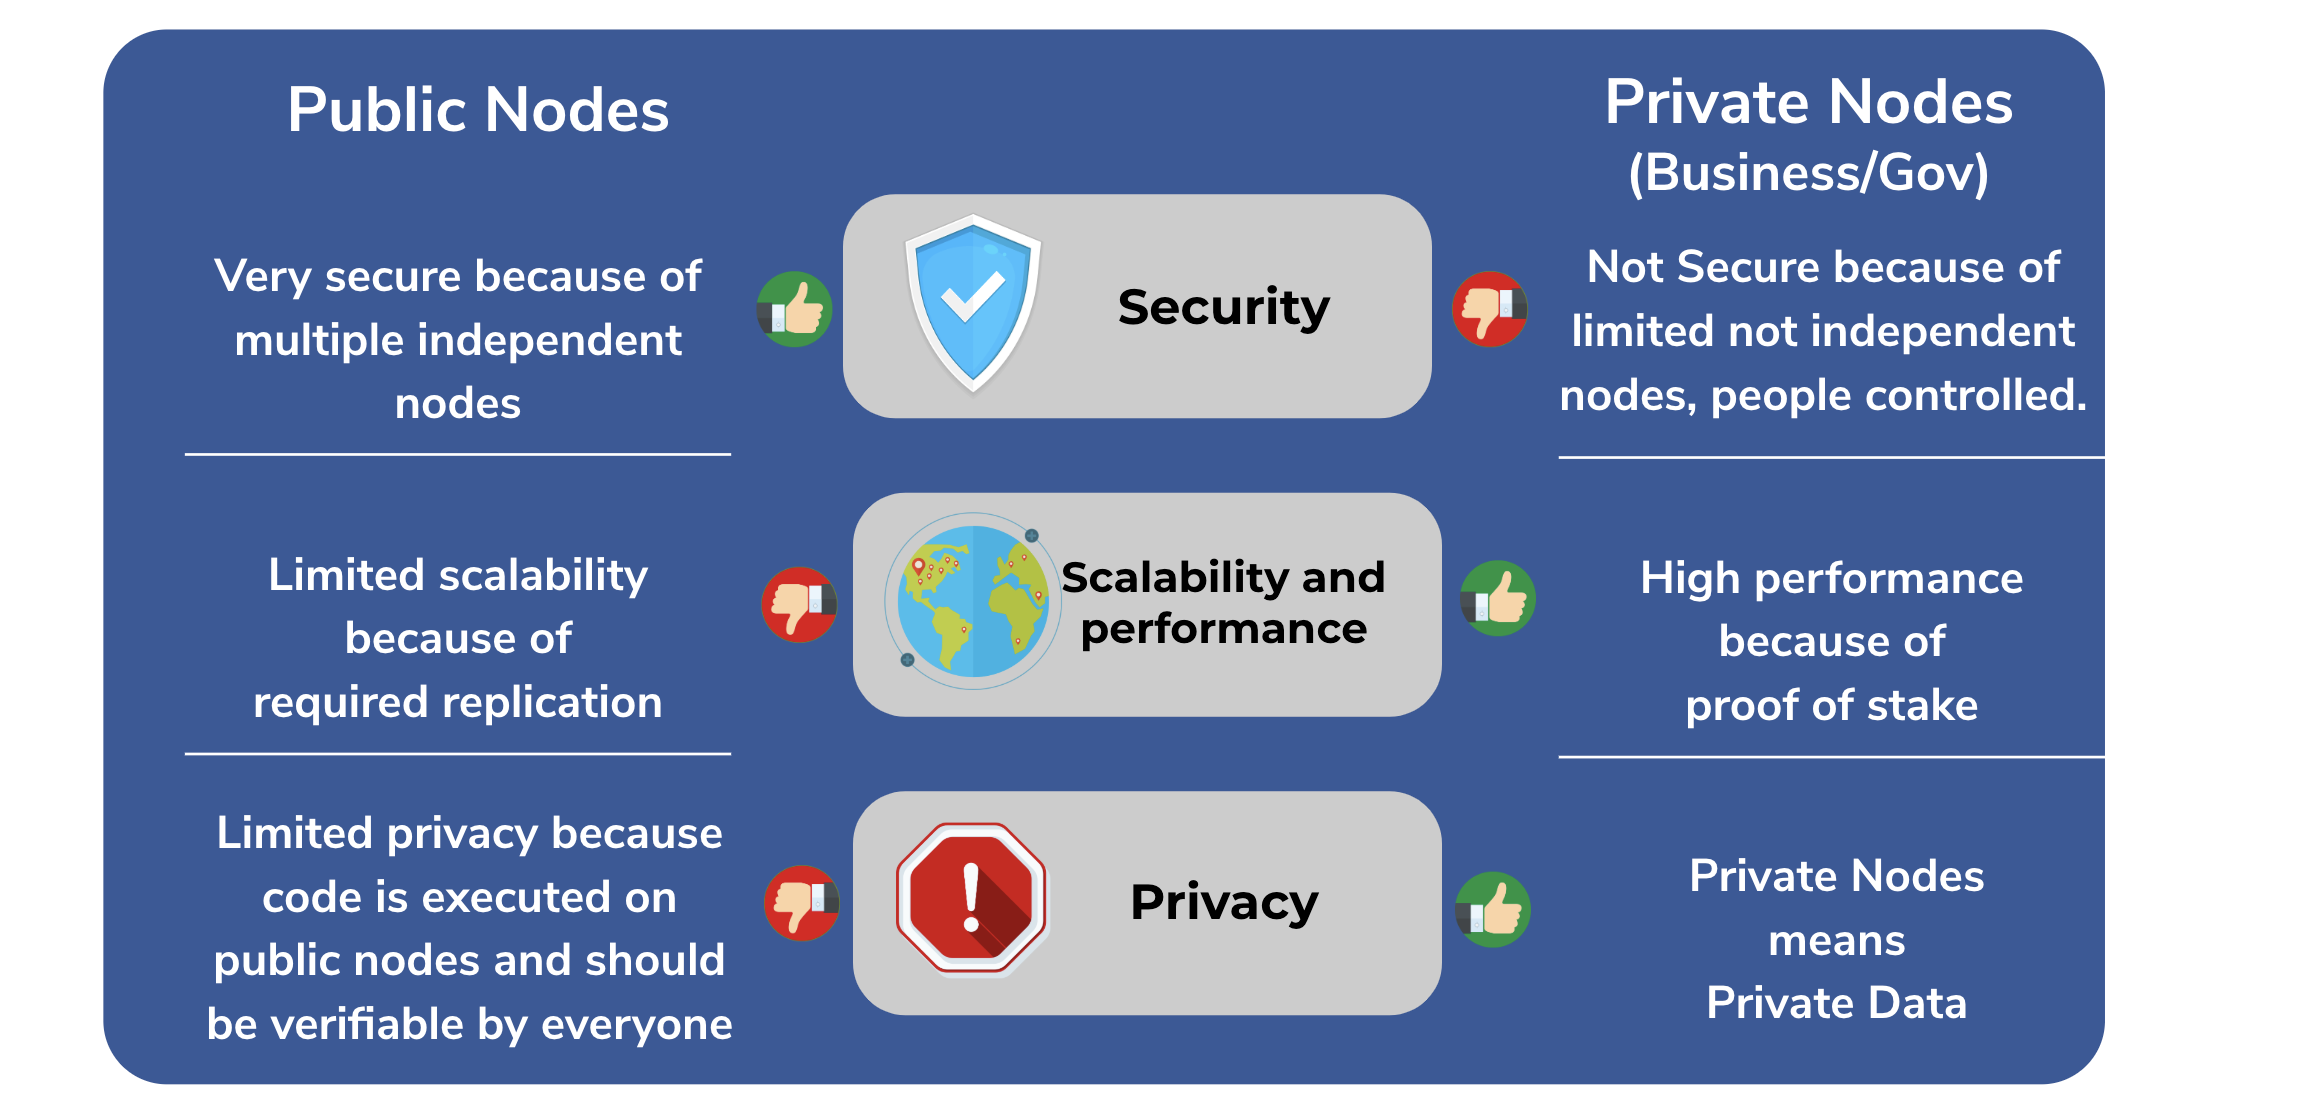 Public Nodes
Private Nodes
(Business/Gov)
Very secure because of
multiple independent
nodes
Security
Not Secure because of
limited not independent
nodes, people controlled.
Limited scalability
because of
required replication
Scalability and
performance
High performance
because of
proof of stake
Limited privacy because
code is executed on
public nodes and should
be verifiable by everyone
Privacy
Private Nodes
means
Private Data